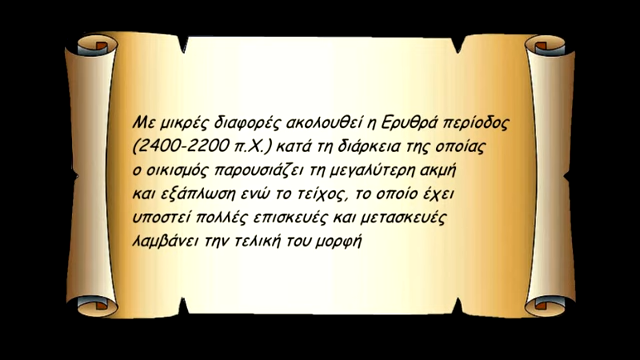 Με μικρές διαφορές ακολουθεί η Ερυθρά περίοδος
(2400-2200 π.Χ.) κατά τη διάρκεια της οποίας
ο οικισμός παρουσιάζει τη μεγαλύτερη ακμή
και εξάπλωση ενώ το τείχος, το οποίο έχει
υποστεί πολλές επισκευές και μετασκευές
λαμβάνει την τελική του μορφή